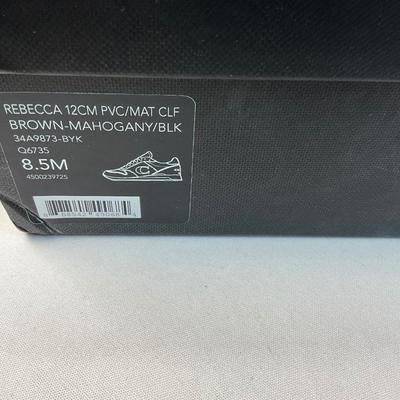 REBECCA 12CM PVC/MAT CLF
BROWN-MAHOGANY/BLK
34A9873-BYK
Q6735
8.5M
4500239725